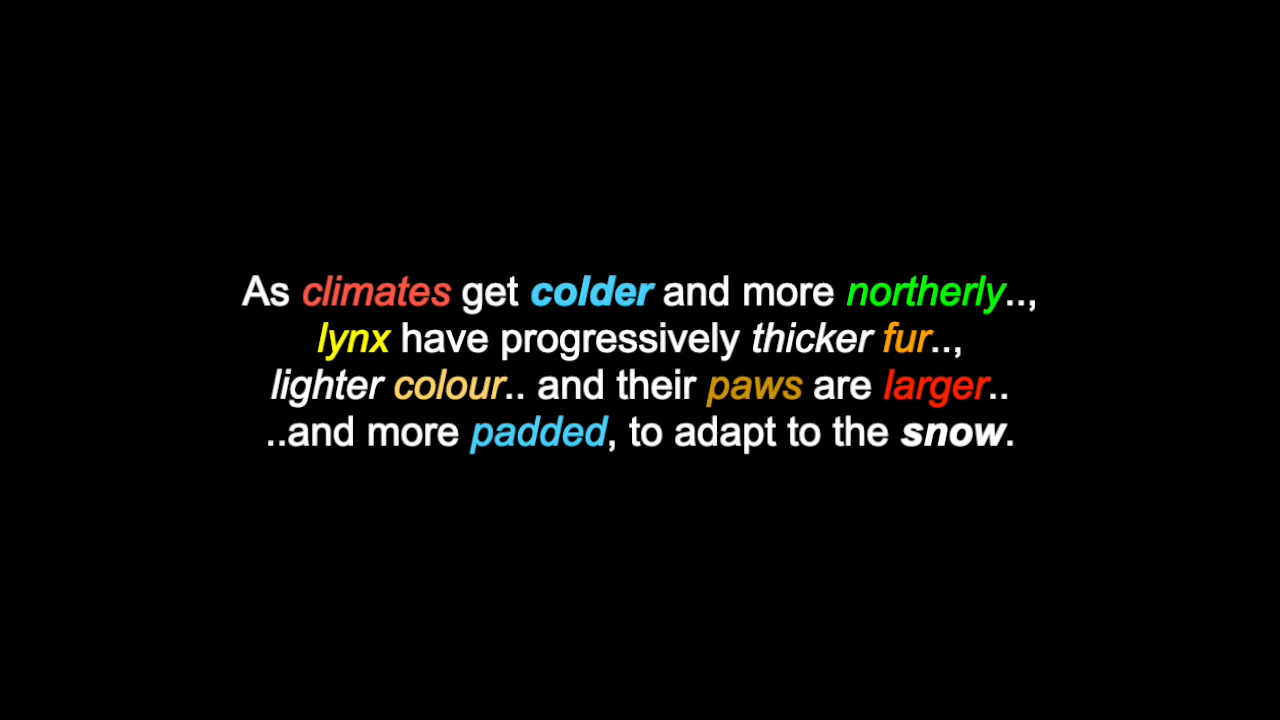 As climates get colder and more northerly..,
lynx have progressively thicker fur..,
lighter colour.. and their paws are larger..
..and more padded, to adapt to the snow.